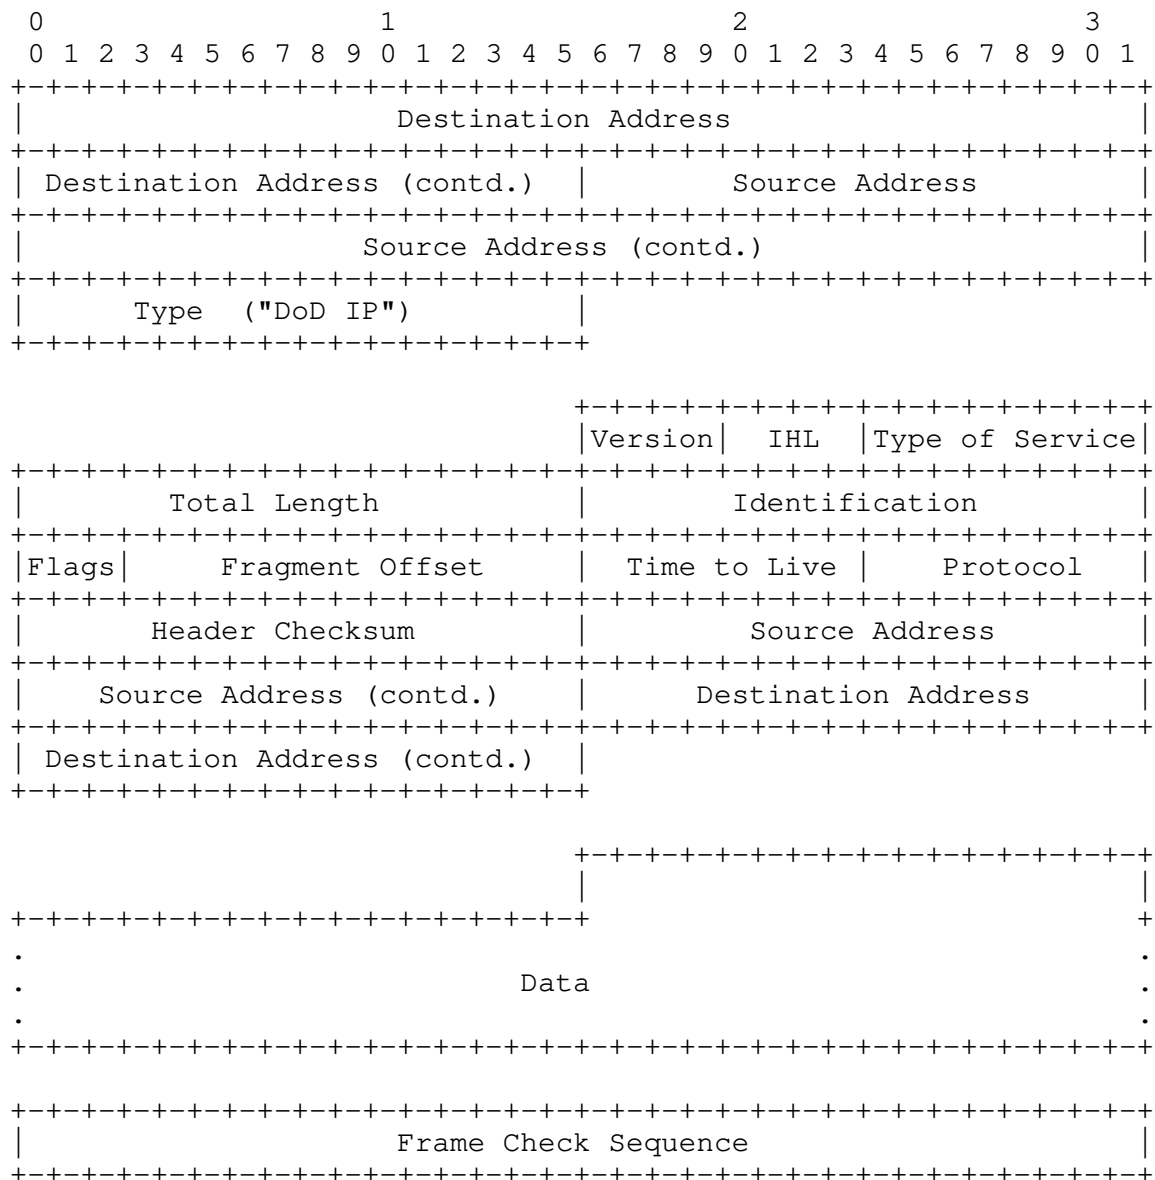 0                   1                   2                   3
 0 1 2 3 4 5 6 7 8 9 0 1 2 3 4 5 6 7 8 9 0 1 2 3 4 5 6 7 8 9 0 1
+-+-+-+-+-+-+-+-+-+-+-+-+-+-+-+-+-+-+-+-+-+-+-+-+-+-+-+-+-+-+-+-+
|                     Destination Address                       |
+-+-+-+-+-+-+-+-+-+-+-+-+-+-+-+-+-+-+-+-+-+-+-+-+-+-+-+-+-+-+-+-+
| Destination Address (contd.)  |        Source Address         |
+-+-+-+-+-+-+-+-+-+-+-+-+-+-+-+-+-+-+-+-+-+-+-+-+-+-+-+-+-+-+-+-+
|                   Source Address (contd.)                     |
+-+-+-+-+-+-+-+-+-+-+-+-+-+-+-+-+-+-+-+-+-+-+-+-+-+-+-+-+-+-+-+-+
|      Type  ("DoD IP")         |
+-+-+-+-+-+-+-+-+-+-+-+-+-+-+-+-+

                                +-+-+-+-+-+-+-+-+-+-+-+-+-+-+-+-+
                                |Version|  IHL  |Type of Service|
+-+-+-+-+-+-+-+-+-+-+-+-+-+-+-+-+-+-+-+-+-+-+-+-+-+-+-+-+-+-+-+-+
|        Total Length           |        Identification         |
+-+-+-+-+-+-+-+-+-+-+-+-+-+-+-+-+-+-+-+-+-+-+-+-+-+-+-+-+-+-+-+-+
|Flags|     Fragment Offset     |  Time to Live |    Protocol   |
+-+-+-+-+-+-+-+-+-+-+-+-+-+-+-+-+-+-+-+-+-+-+-+-+-+-+-+-+-+-+-+-+
|       Header Checksum         |         Source Address        |
+-+-+-+-+-+-+-+-+-+-+-+-+-+-+-+-+-+-+-+-+-+-+-+-+-+-+-+-+-+-+-+-+
|    Source Address (contd.)    |      Destination Address      |
+-+-+-+-+-+-+-+-+-+-+-+-+-+-+-+-+-+-+-+-+-+-+-+-+-+-+-+-+-+-+-+-+
| Destination Address (contd.)  |
+-+-+-+-+-+-+-+-+-+-+-+-+-+-+-+-+

                                +-+-+-+-+-+-+-+-+-+-+-+-+-+-+-+-+
                                |                               |
+-+-+-+-+-+-+-+-+-+-+-+-+-+-+-+-+                               +
.                                                               .
.                            Data                               .
.                                                               .
+-+-+-+-+-+-+-+-+-+-+-+-+-+-+-+-+-+-+-+-+-+-+-+-+-+-+-+-+-+-+-+-+

+-+-+-+-+-+-+-+-+-+-+-+-+-+-+-+-+-+-+-+-+-+-+-+-+-+-+-+-+-+-+-+-+
|                     Frame Check Sequence                      |
+-+-+-+-+-+-+-+-+-+-+-+-+-+-+-+-+-+-+-+-+-+-+-+-+-+-+-+-+-+-+-+-+